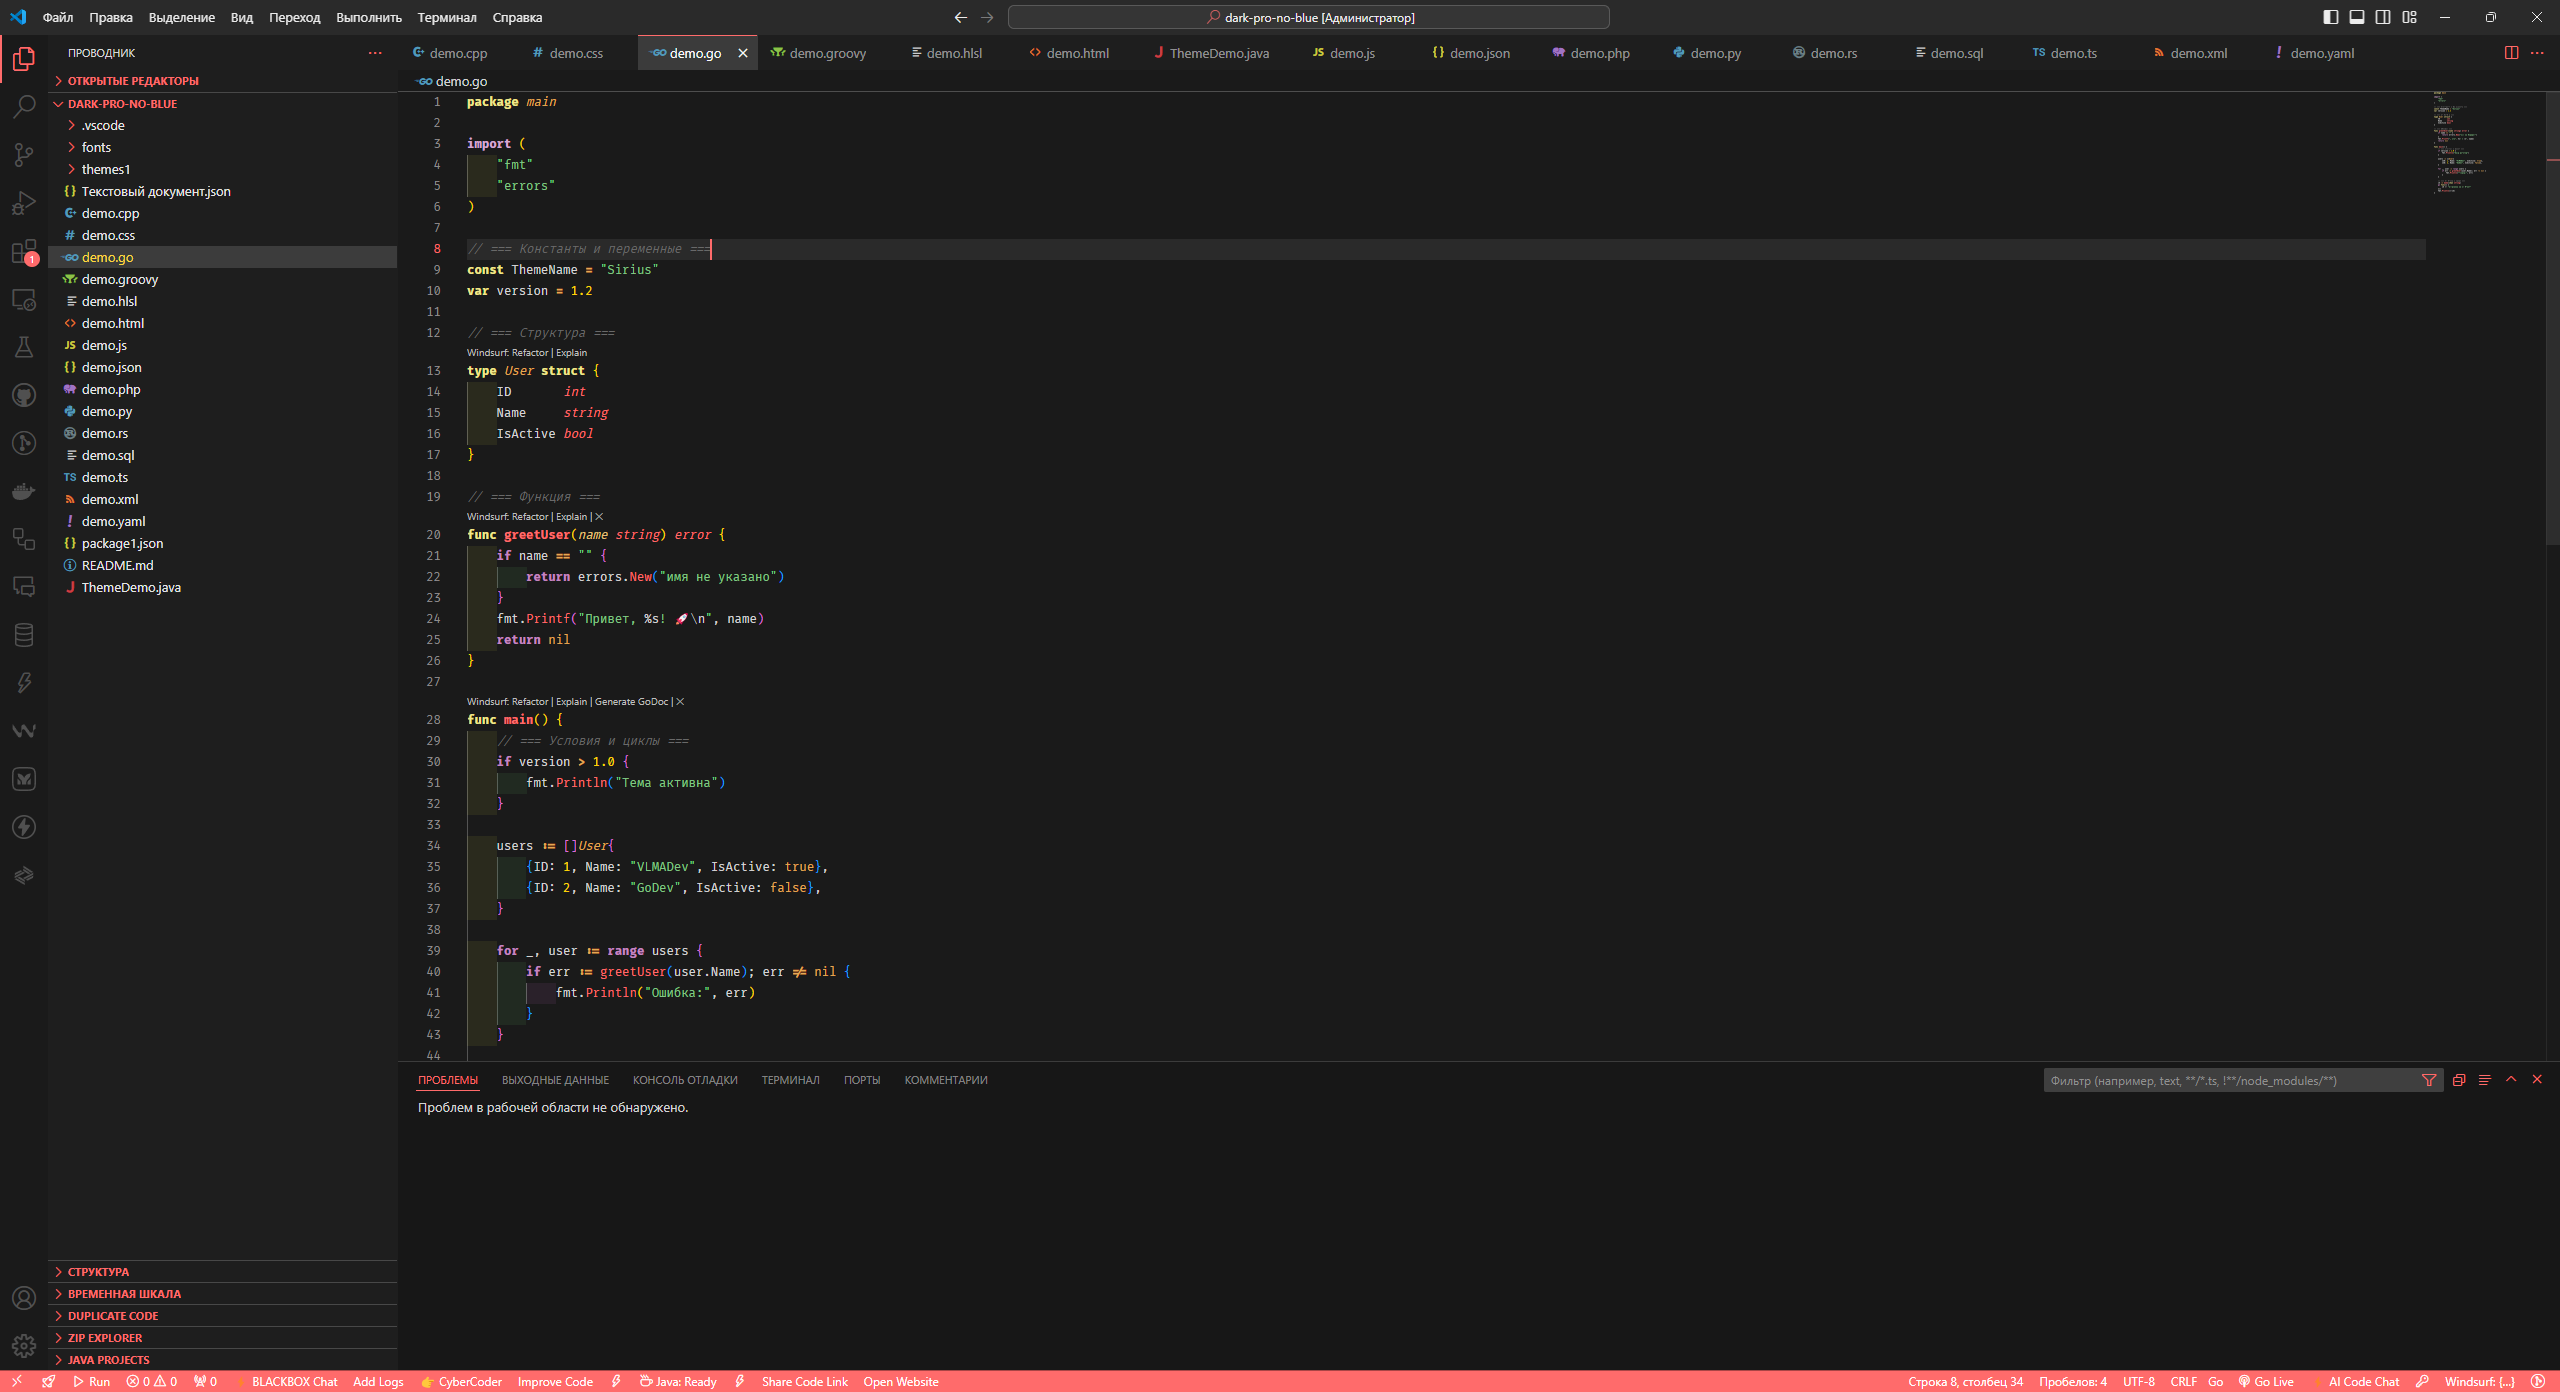 Файл Правка Выделение Вид Переход Выполнить Терминал Справка
dark-pro-no-blue [Администратор]
ПРОВОДНИК
ОТКРЫТЫЕ РЕДАКТОРЫ
DARK-PRO-NO-BLUE
.vscode
fonts
themes1
{} Текстовый документ.json
demo.cpp
# demo.css
GO demo.go
demo.groovy
demo.hlsl
<> demo.html
JS demo.js
{} demo.json
demo.php
demo.py
demo.rs
demo.sql
TS demo.ts
demo.xml
! demo.yaml
{} package1.json
README.md
J ThemeDemo.java
СТРУКТУРА
ВРЕМЕННАЯ ШКАЛА
DUPLICATE CODE
ZIP EXPLORER
JAVA PROJECTS
1
demo.cpp # demo.css GO demo.go demo.groovy demo.hlsl <> demo.html J ThemeDemo.java JS demo.js {} demo.json demo.php demo.py demo.rs demo.sql TS demo.ts demo.xml ! demo.yaml
GO demo.go
1 package main
2
3 import (
4 "fmt"
5 "errors"
6 )
7
8 // === Константы и переменные ===
9 const ThemeName = "Sirius"
10 var version = 1.2
11
12 // === Структура ===
Windsurf: Refactor | Explain
13 type User struct {
14 ID int
15 Name string
16 IsActive bool
17 }
18
19 // === Функция ===
Windsurf: Refactor | Explain | ×
20 func greetUser(name string) error {
21 if name == "" {
22 return errors.New("имя не указано")
23 }
24 fmt.Printf("Привет, %s! 🚀\n", name)
25 return nil
26 }
27
Windsurf: Refactor | Explain | Generate GoDoc | ×
28 func main() {
29 // === Условия и циклы ===
30 if version > 1.0 {
31 fmt.Println("Тема активна")
32 }
33
34 users := []User{
35 {ID: 1, Name: "VLMADev", IsActive: true},
36 {ID: 2, Name: "GoDev", IsActive: false},
37 }
38
39 for _, user := range users {
40 if err := greetUser(user.Name); err != nil {
41 fmt.Println("Ошибка:", err)
42 }
43 }
44
ПРОБЛЕМЫ ВЫХОДНЫЕ ДАННЫЕ КОНСОЛЬ ОТЛАДКИ ТЕРМИНАЛ ПОРТЫ КОММЕНТАРИИ
Фильтр (например, text, **/*.ts, !**/node_modules/**)
Проблем в рабочей области не обнаружено.
Run 0 0 0 BLACKBOX Chat Add Logs 👉 CyberCoder Improve Code Java: Ready Share Code Link Open Website
Строка 8, столбец 34 Пробелов: 4 UTF-8 CRLF Go Go Live AI Code Chat Windsurf: {...}